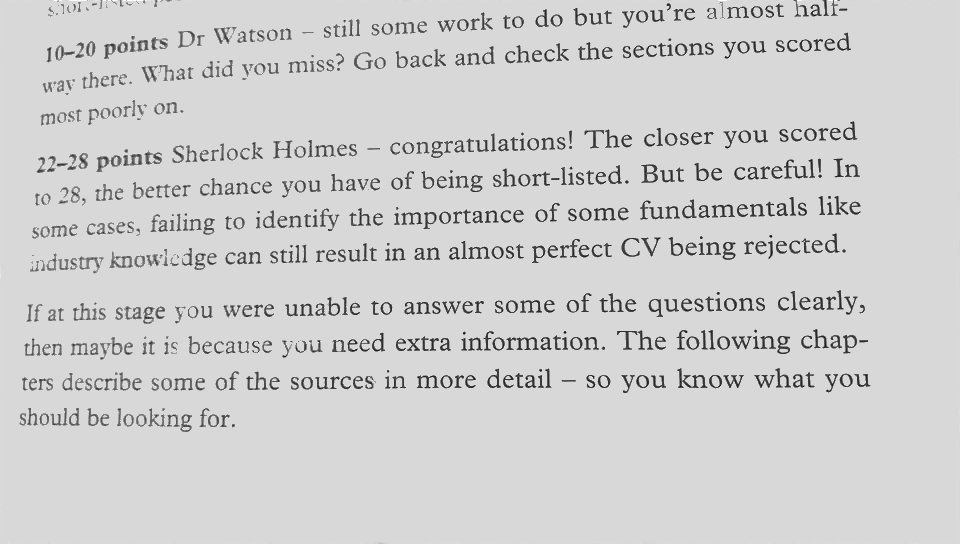 10–20 points Dr Watson – still some work to do but you're almost half-
way there. What did you miss? Go back and check the sections you scored
most poorly on.
22–28 points Sherlock Holmes – congratulations! The closer you scored
to 28, the better chance you have of being short-listed. But be careful! In
some cases, failing to identify the importance of some fundamentals like
industry knowledge can still result in an almost perfect CV being rejected.
If at this stage you were unable to answer some of the questions clearly,
then maybe it is because you need extra information. The following chap-
ters describe some of the sources in more detail – so you know what you
should be looking for.